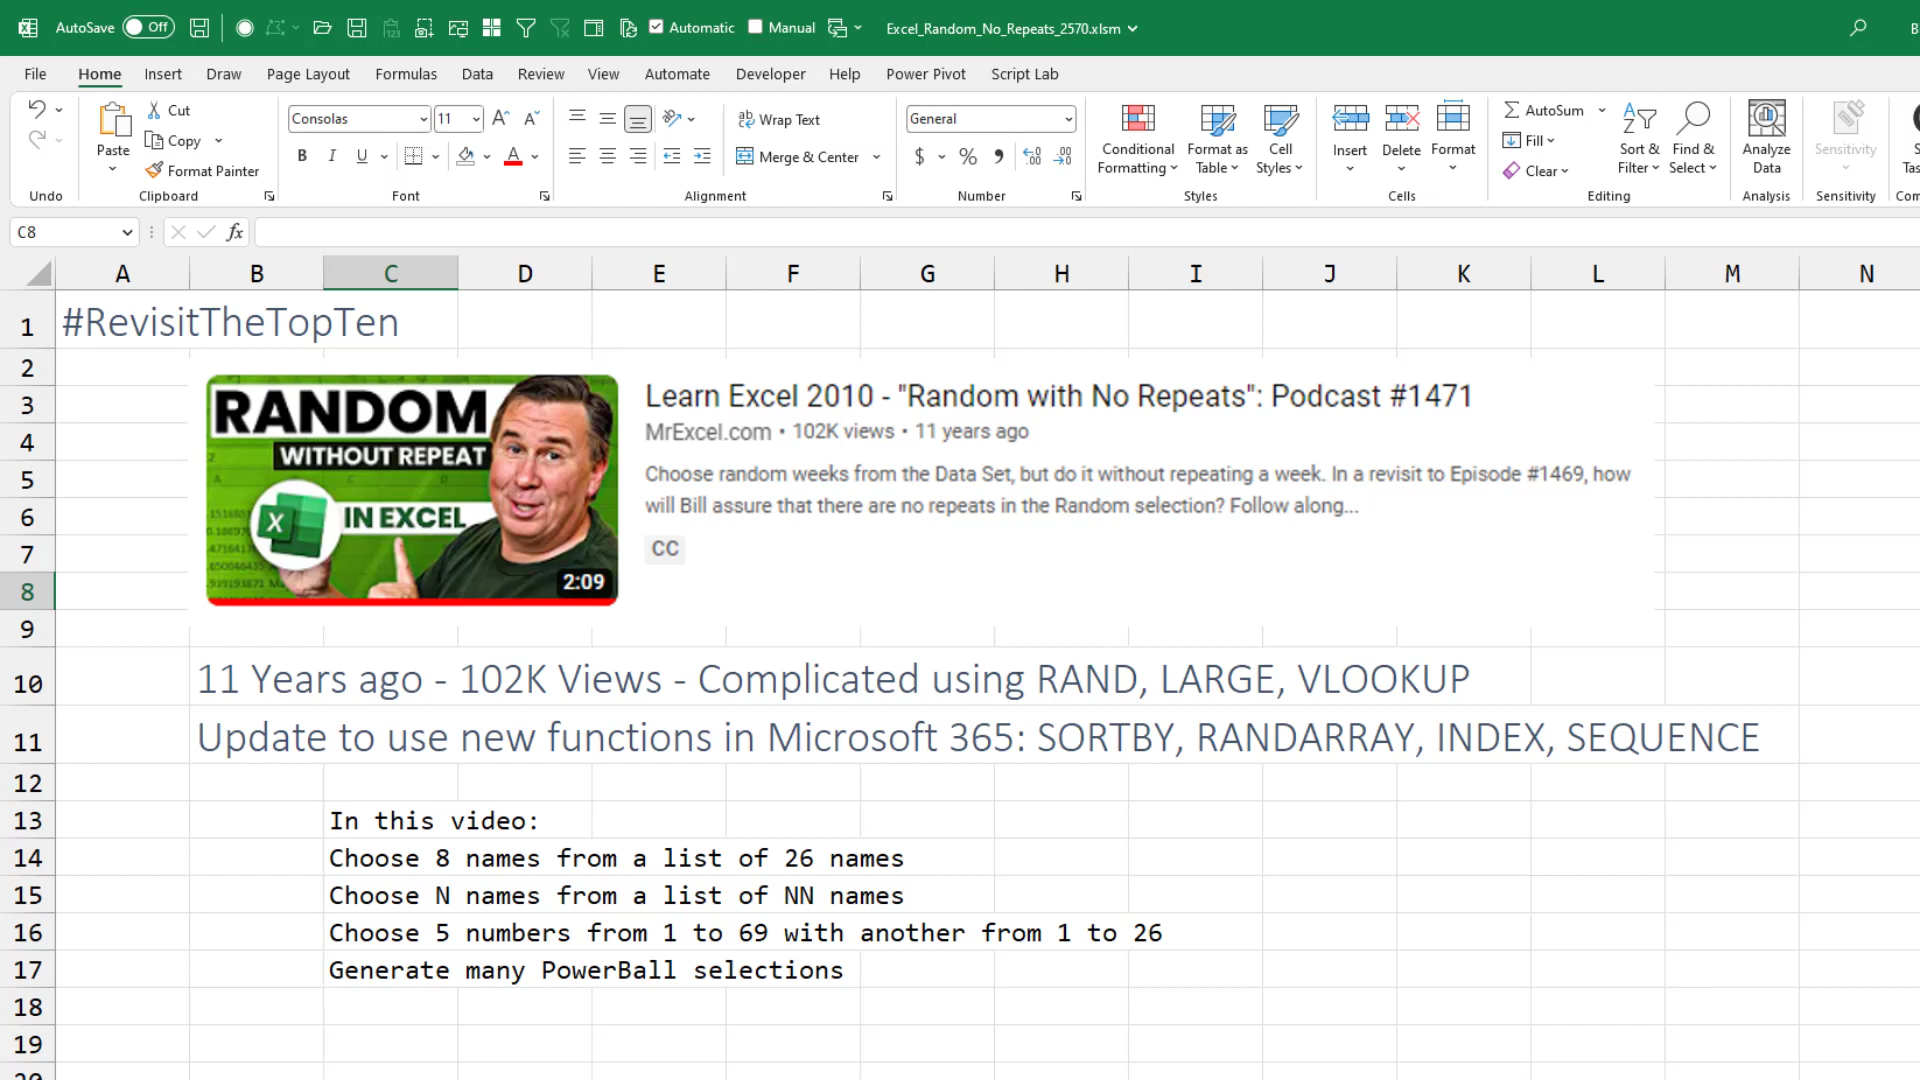 AutoSave Off Automatic Manual Excel_Random_No_Repeats_2570.xlsm
File Home Insert Draw Page Layout Formulas Data Review View Automate Developer Help Power Pivot Script Lab
Paste
Cut
Copy
Format Painter
Consolas 11
B I U
Wrap Text
Merge & Center
General
$ %
Conditional Formatting
Format as Table
Cell Styles
Insert Delete Format
AutoSum
Fill
Clear
Sort & Filter
Find & Select
Analyze Data
Sensitivity
Undo Clipboard Font Alignment Number Styles Cells Editing Analysis Sensitivity
C8 fx
A B C D E F G H I J K L M N
1 #RevisitTheTopTen
2
3 Learn Excel 2010 - "Random with No Repeats": Podcast #1471
MrExcel.com • 102K views • 11 years ago
4
5 Choose random weeks from the Data Set, but do it without repeating a week. In a revisit to Episode #1469, how
6 will Bill assure that there are no repeats in the Random selection? Follow along...
7 CC
RANDOM
WITHOUT REPEAT
IN EXCEL
X
2:09
8
9
10 11 Years ago - 102K Views - Complicated using RAND, LARGE, VLOOKUP
11 Update to use new functions in Microsoft 365: SORTBY, RANDARRAY, INDEX, SEQUENCE
12
13 In this video:
14 Choose 8 names from a list of 26 names
15 Choose N names from a list of NN names
16 Choose 5 numbers from 1 to 69 with another from 1 to 26
17 Generate many PowerBall selections
18
19